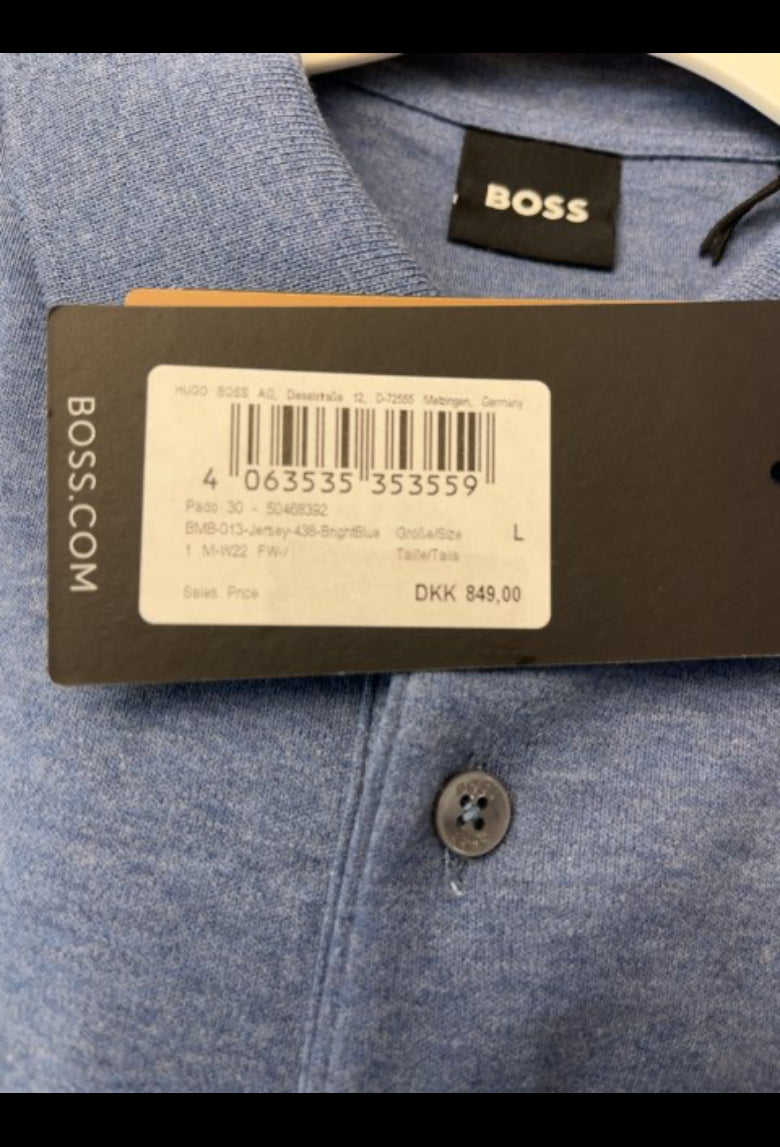 BOSS
BOSS.COM
HUGO BOSS AG, Dieselstraße 12, D-72555 Metzingen, Germany
4 063535 353559
Pado 30 - 50468392
BMB-013-Jersey-438-BrightBlue Größe/Size L
1 M-W22 FW-/ Taille/Talla
Sales Price DKK 849,00